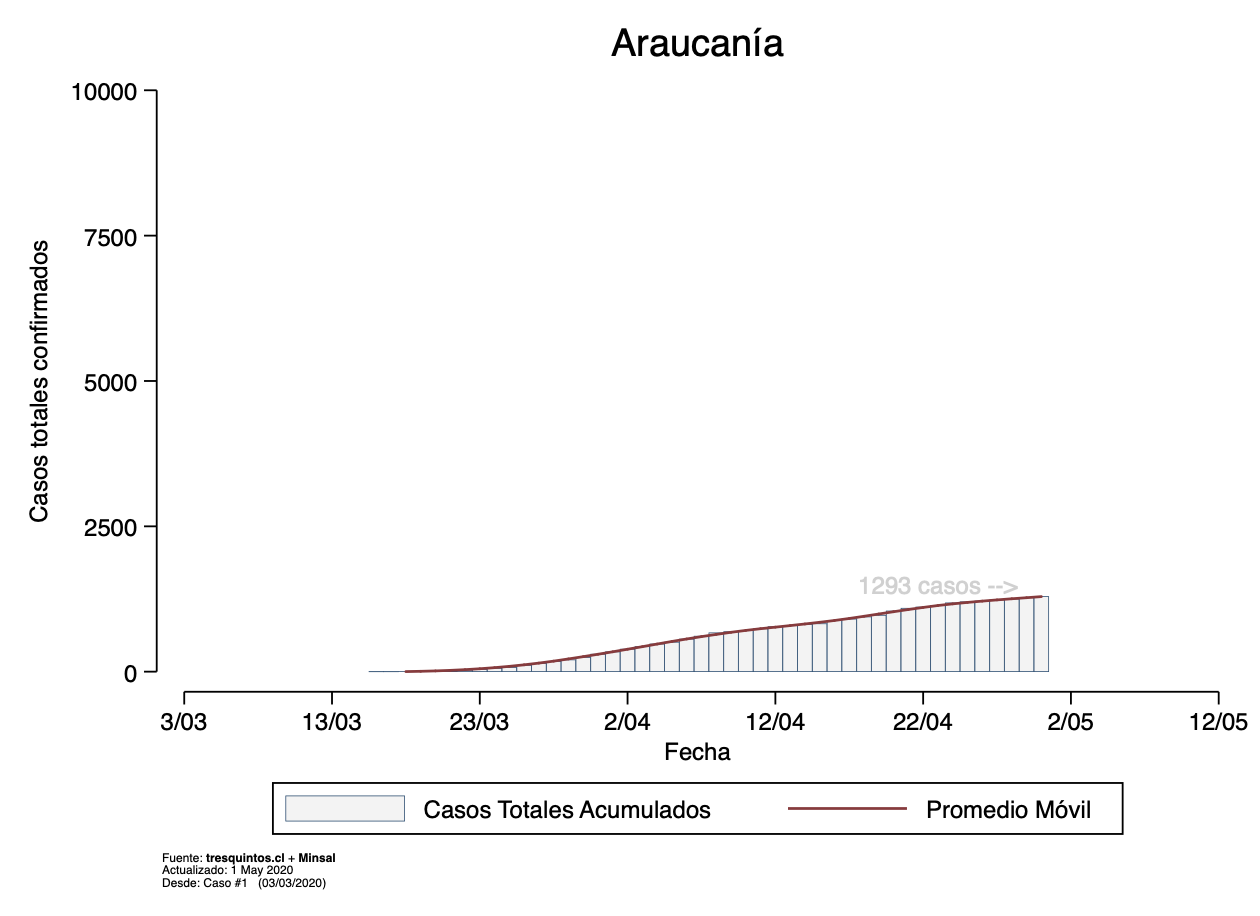 Araucanía
10000
7500
5000
2500
0
Casos totales confirmados
1293 casos -->
3/03 13/03 23/03 2/04 12/04 22/04 2/05 12/05
Fecha
Casos Totales Acumulados Promedio Móvil
Fuente: tresquintos.cl + Minsal
Actualizado: 1 May 2020
Desde: Caso #1 (03/03/2020)